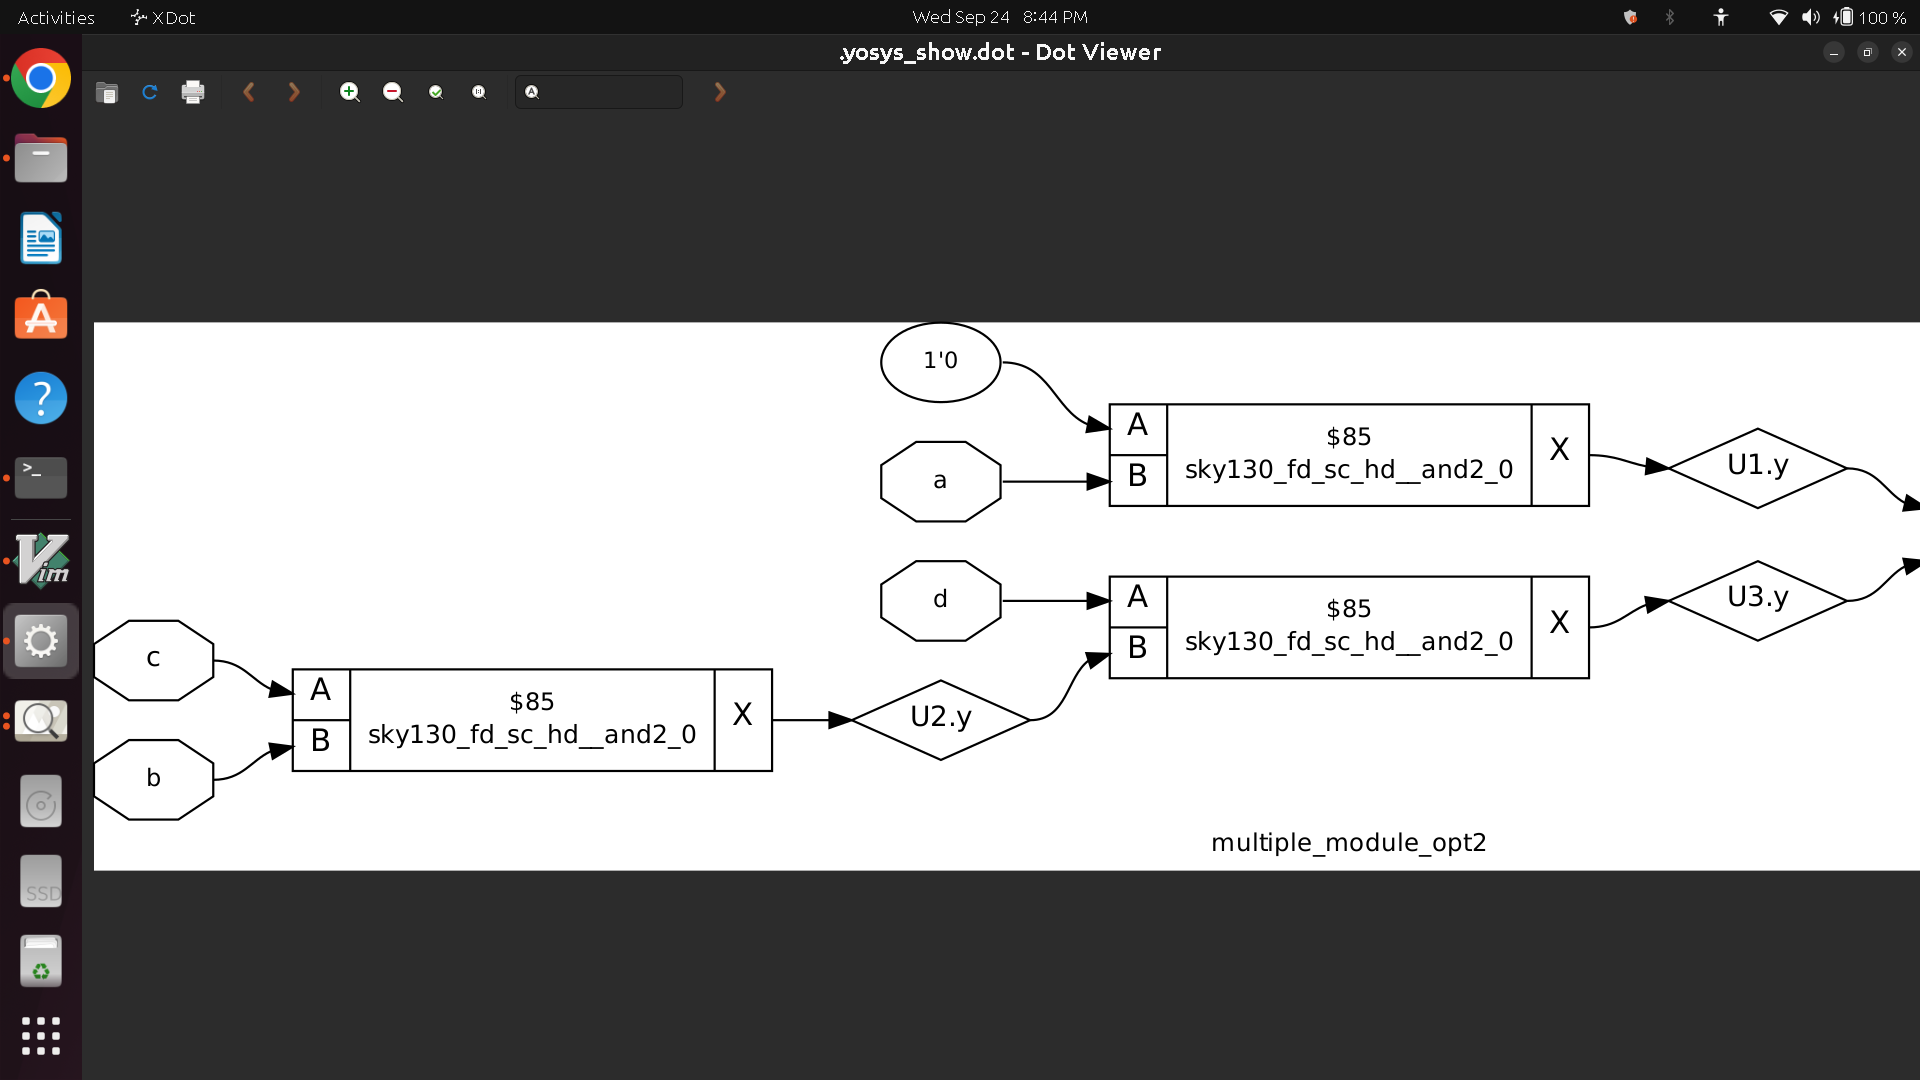 Activities
XDot
Wed Sep 24 8:44 PM
100 %
.yosys_show.dot - Dot Viewer
1'0
a
A
B
$85
sky130_fd_sc_hd__and2_0
X
U1.y
d
A
B
$85
sky130_fd_sc_hd__and2_0
X
U3.y
c
b
A
B
$85
sky130_fd_sc_hd__and2_0
X
U2.y
multiple_module_opt2
>_
Vim
SSD